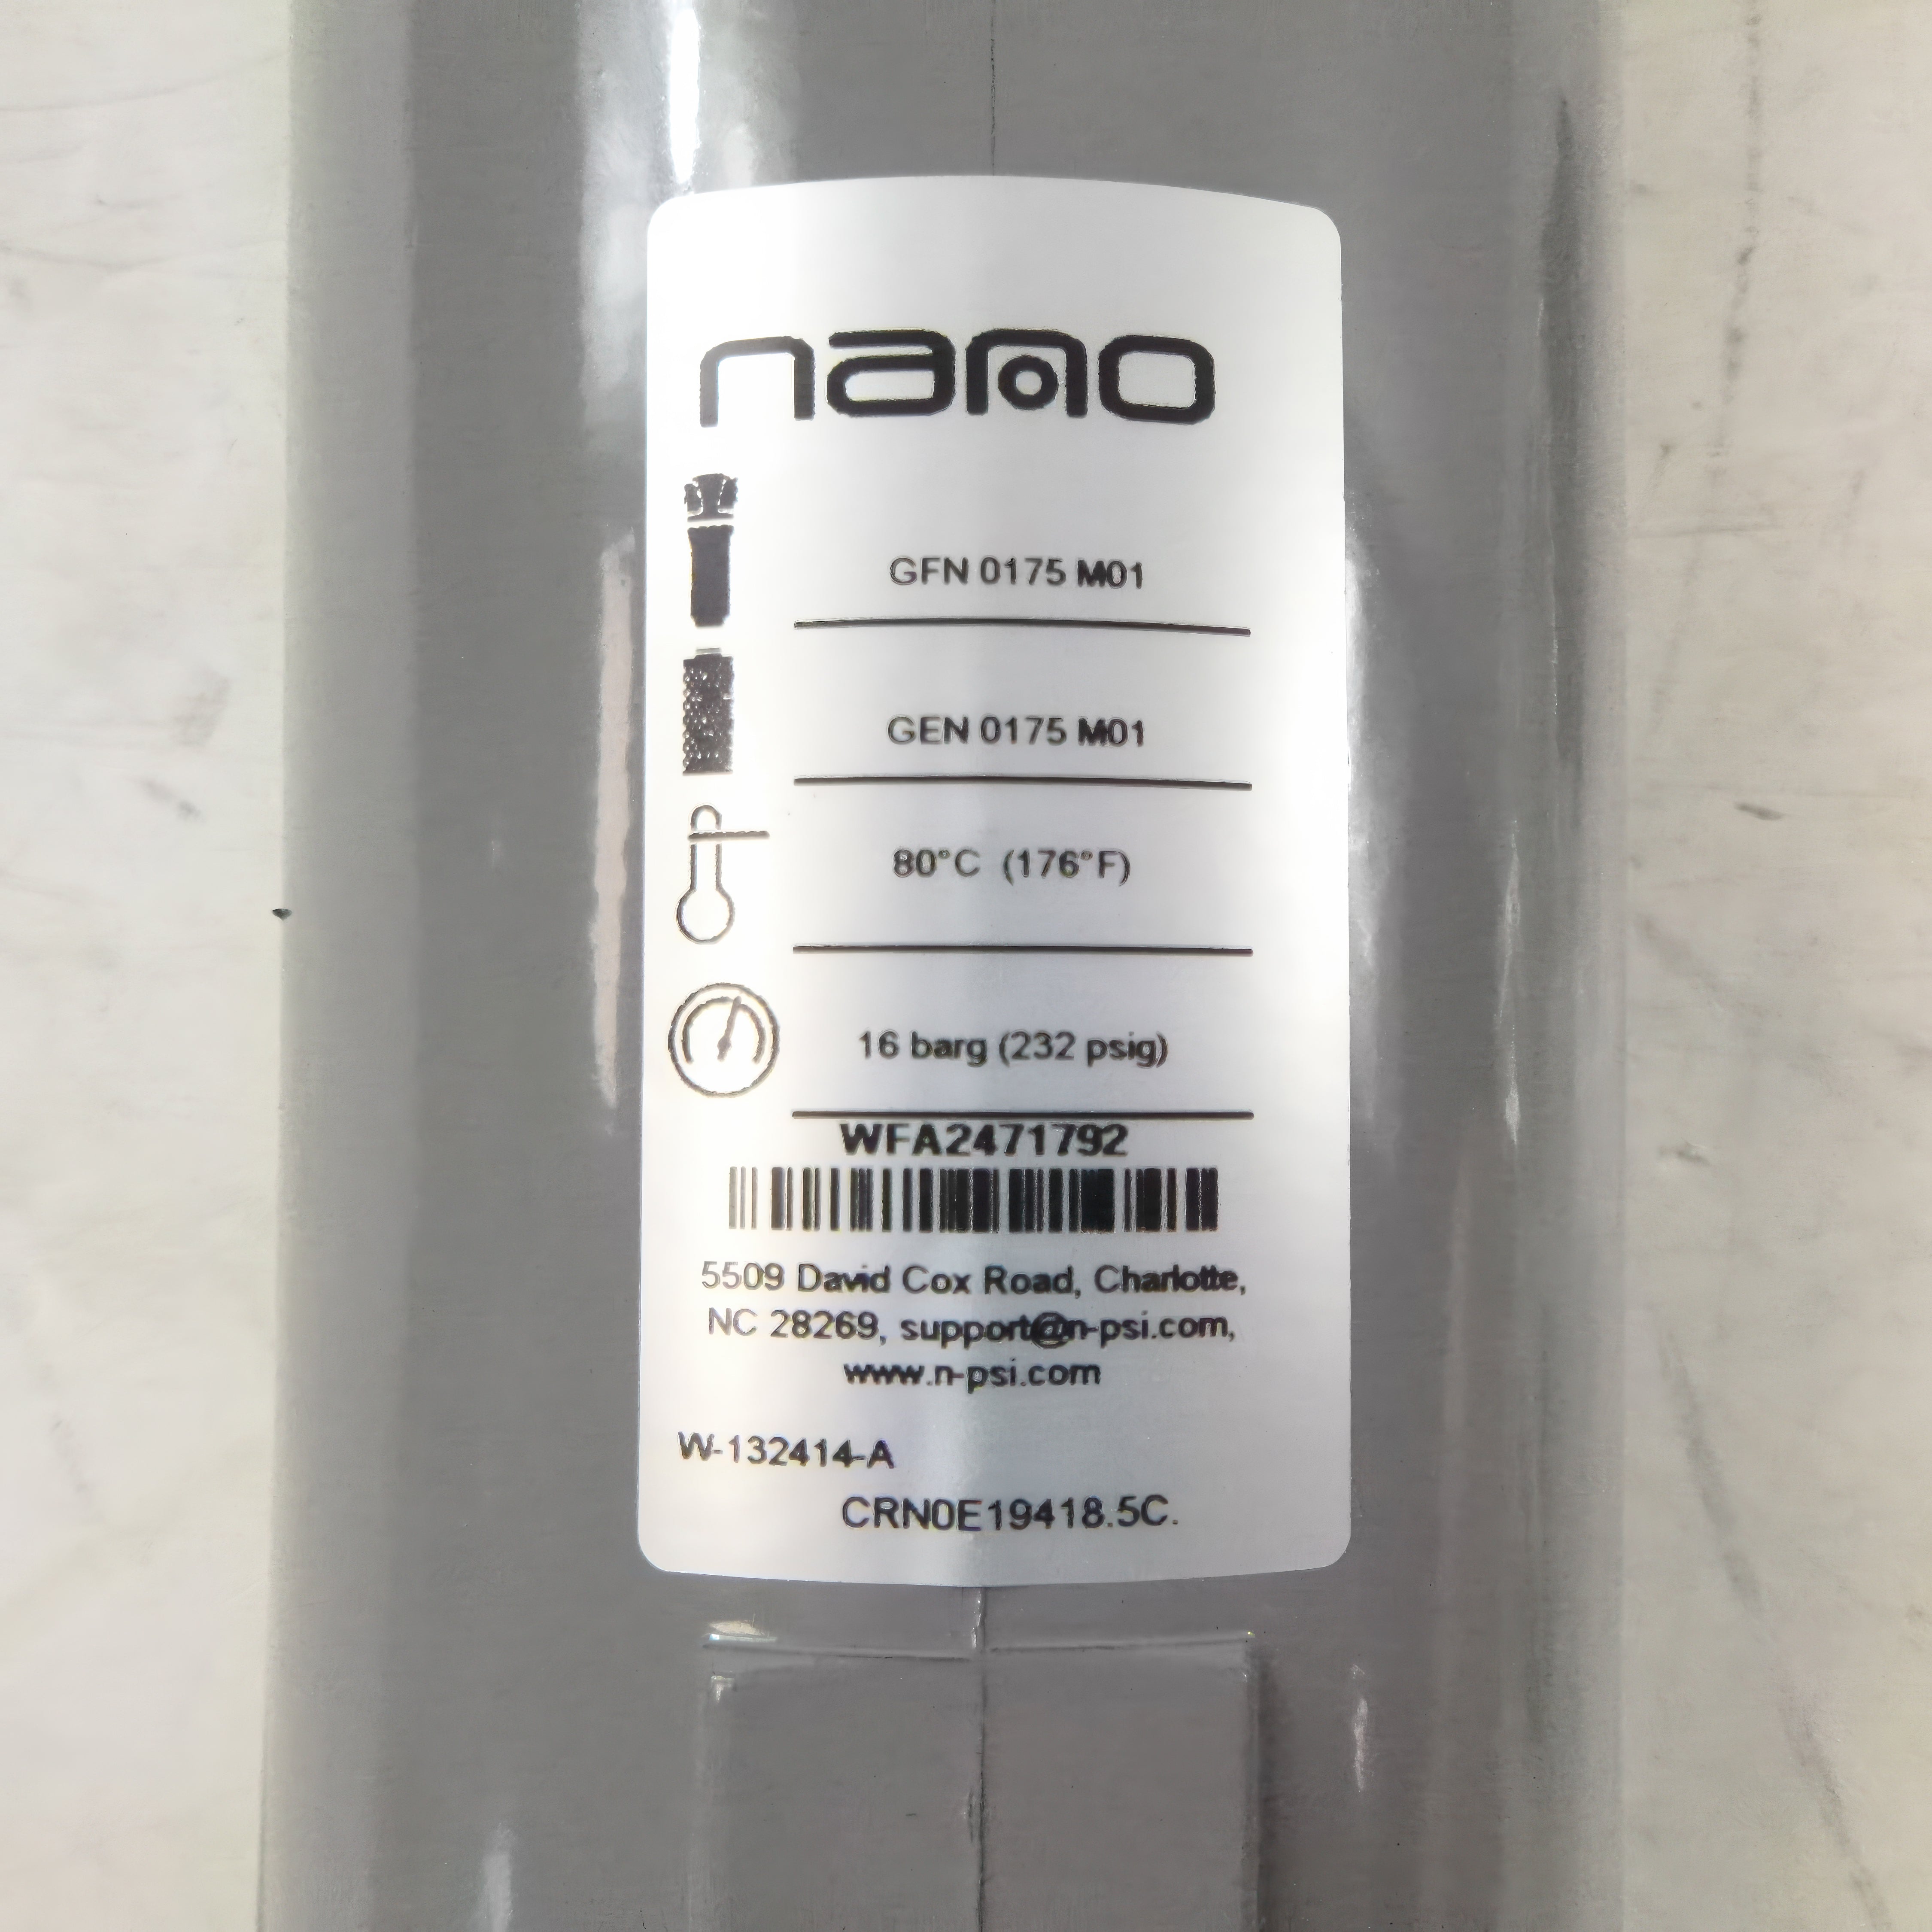 nano
GFN 0175 M01
GEN 0175 M01
80°C (176°F)
16 barg (232 psig)
WFA2471792
5509 David Cox Road, Charlotte,
NC 28269, support@n-psi.com,
www.n-psi.com
W-132414-A
CRN0E19418.5C.